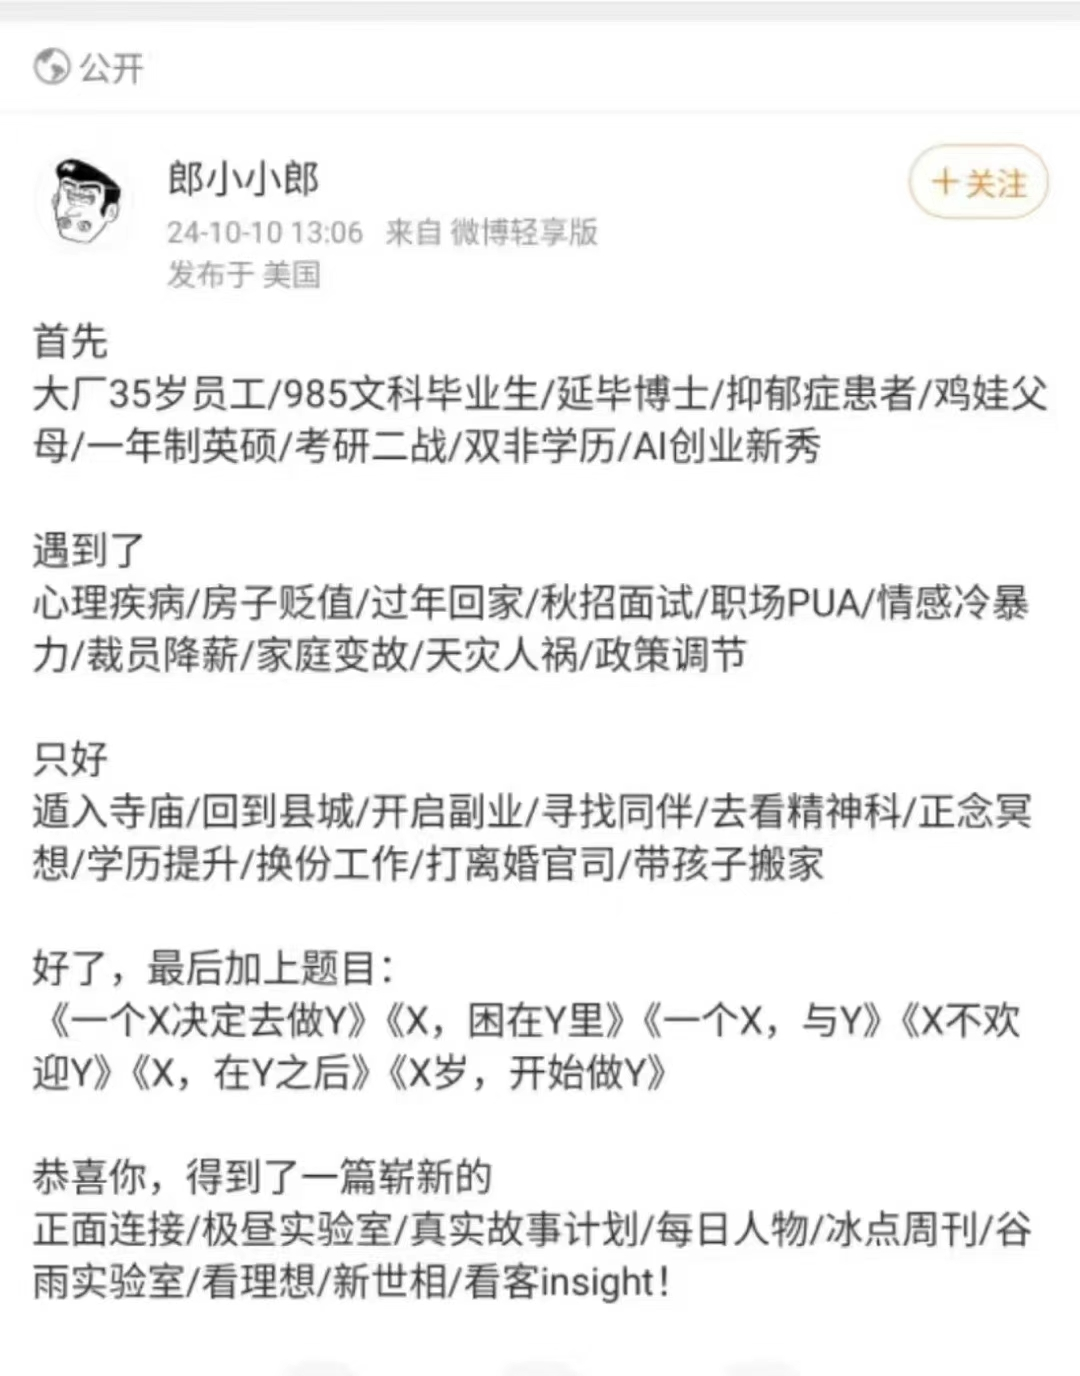 公开
郎小小郎
+关注
24-10-10 13:06 来自 微博轻享版
发布于 美国
首先
大厂35岁员工/985文科毕业生/延毕博士/抑郁症患者/鸡娃父
母/一年制英硕/考研二战/双非学历/AI创业新秀
遇到了
心理疾病/房子贬值/过年回家/秋招面试/职场PUA/情感冷暴
力/裁员降薪/家庭变故/天灾人祸/政策调节
只好
遁入寺庙/回到县城/开启副业/寻找同伴/去看精神科/正念冥
想/学历提升/换份工作/打离婚官司/带孩子搬家
好了，最后加上题目：
《一个X决定去做Y》《X，困在Y里》《一个X，与Y》《X不欢
迎Y》《X，在Y之后》《X岁，开始做Y》
恭喜你，得到了一篇崭新的
正面连接/极昼实验室/真实故事计划/每日人物/冰点周刊/谷
雨实验室/看理想/新世相/看客insight！